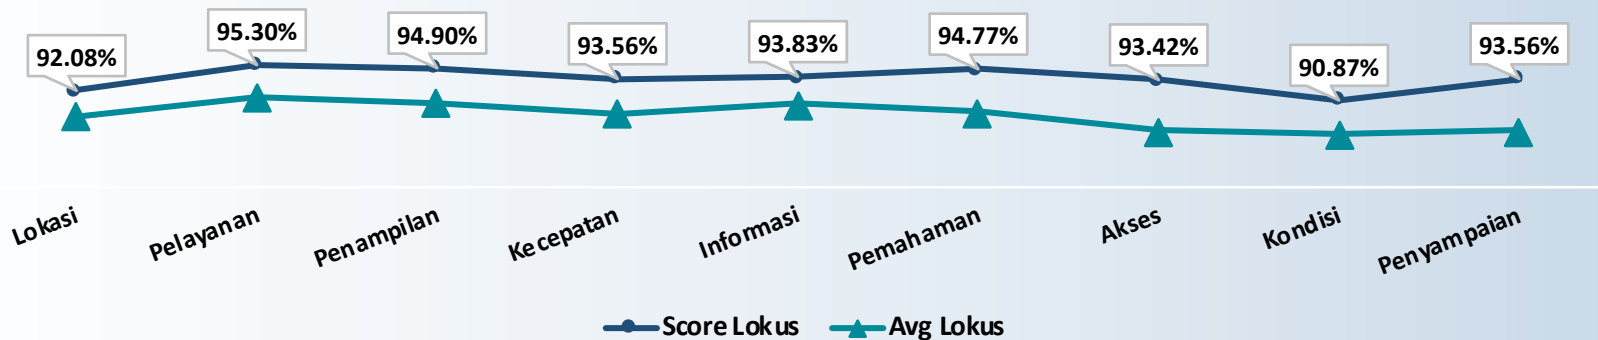 92.08%
95.30%
94.90%
93.56%
93.83%
94.77%
93.42%
90.87%
93.56%
Lokasi
Pelayanan
Penampilan
Kecepatan
Informasi
Pemahaman
Akses
Kondisi
Penyampaian
Score Lokus
Avg Lokus